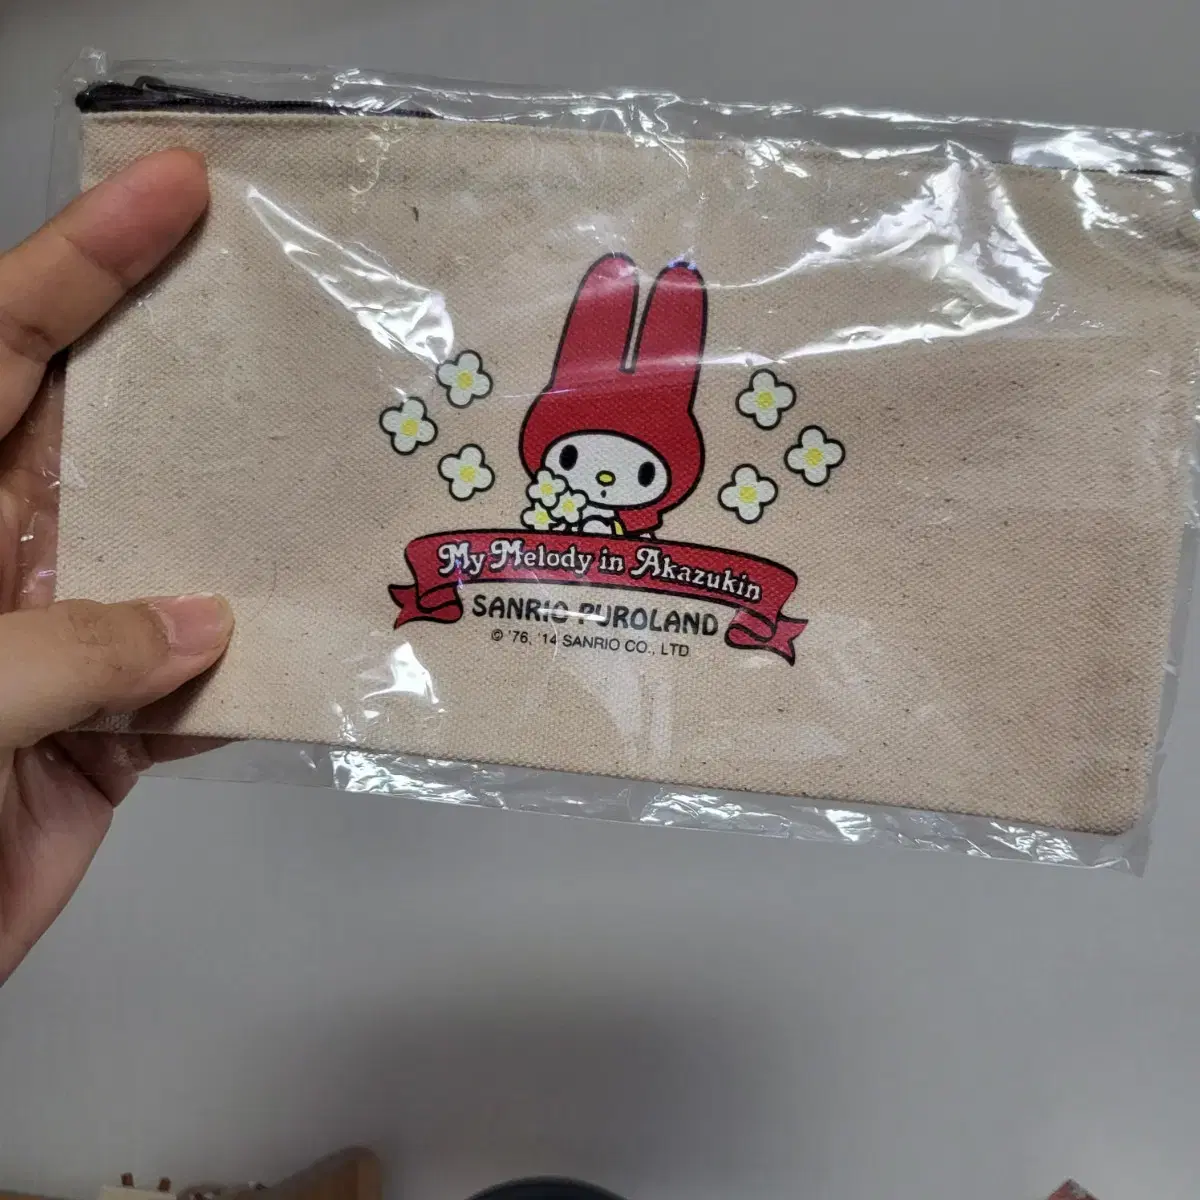 My Melody in Akazukin
SANRIO PUROLAND
© '76, '14 SANRIO CO., LTD